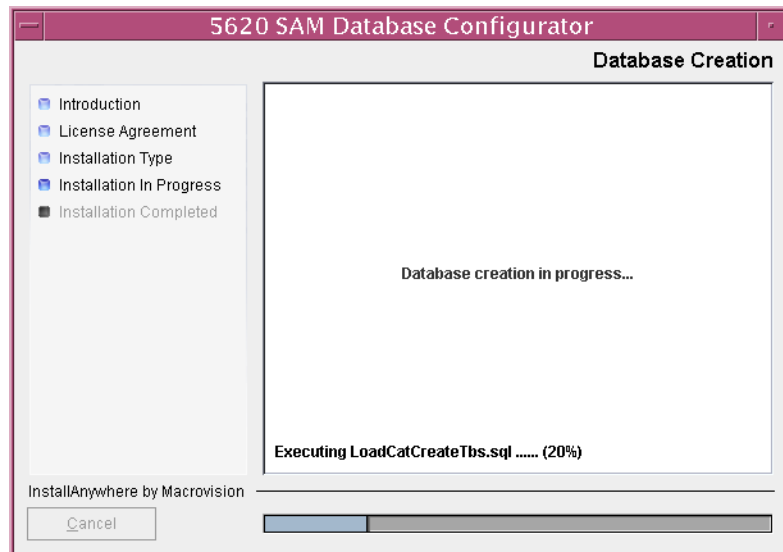 5620 SAM Database Configurator
Database Creation
Introduction
License Agreement
Installation Type
Installation In Progress
Installation Completed
Database creation in progress...
Executing LoadCatCreateTbs.sql ...... (20%)
InstallAnywhere by Macrovision
Cancel